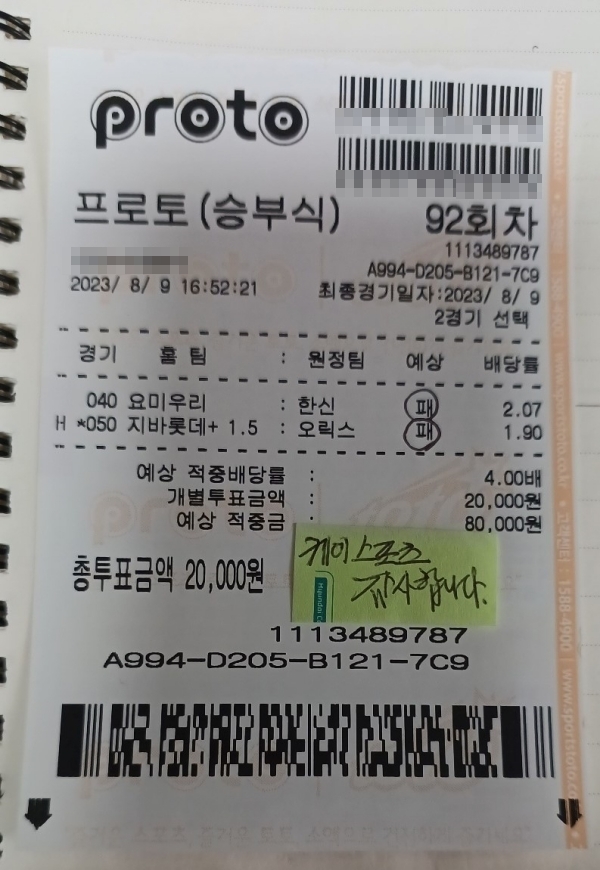 proto
프로토(승부식) 92회차
1113489787
A994-D205-B121-7C9
2023/ 8/ 9 16:52:21 최종경기일자:2023/ 8/ 9
2경기 선택
경기 홈 팀 : 원정팀 예상 배당률
040 요미우리 : 한신 패 2.07
H *050 지바롯데+ 1.5 : 오릭스 패 1.90
예상 적중배당률 : 4.00배
개별투표금액 : 20,000원
예상 적중금 : 80,000원
총투표금액 20,000원
케이스포츠
감사합니다.
1113489787
A994-D205-B121-7C9